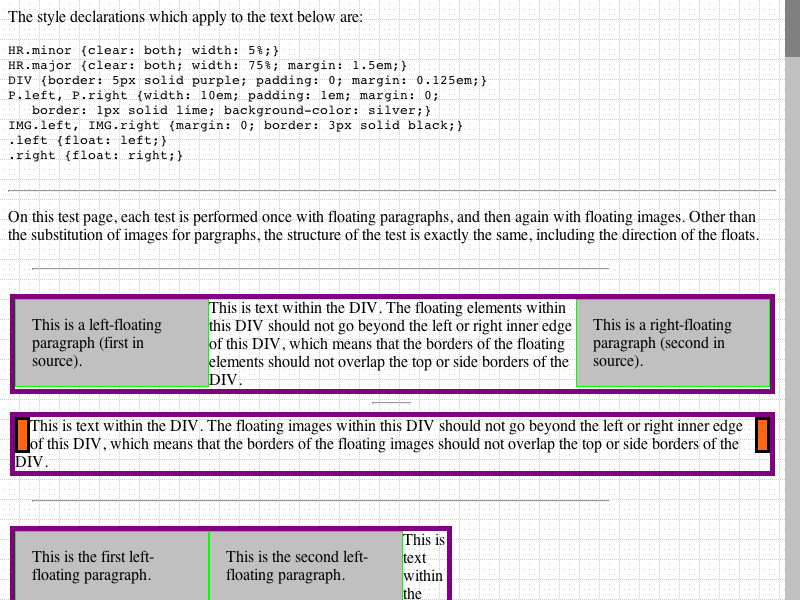 The style declarations which apply to the text below are:
HR.minor {clear: both; width: 5%;}
HR.major {clear: both; width: 75%; margin: 1.5em;}
DIV {border: 5px solid purple; padding: 0; margin: 0.125em;}
P.left, P.right {width: 10em; padding: 1em; margin: 0;
   border: 1px solid lime; background-color: silver;}
IMG.left, IMG.right {margin: 0; border: 3px solid black;}
.left {float: left;}
.right {float: right;}
On this test page, each test is performed once with floating paragraphs, and then again with floating images. Other than
the substitution of images for pargraphs, the structure of the test is exactly the same, including the direction of the floats.
This is a left-floating
paragraph (first in
source).
This is text within the DIV. The floating elements within
this DIV should not go beyond the left or right inner edge
of this DIV, which means that the borders of the floating
elements should not overlap the top or side borders of the
DIV.
This is a right-floating
paragraph (second in
source).
This is text within the DIV. The floating images within this DIV should not go beyond the left or right inner edge
of this DIV, which means that the borders of the floating images should not overlap the top or side borders of the
DIV.
This is the first left-
floating paragraph.
This is the second left-
floating paragraph.
This is
text
within
the